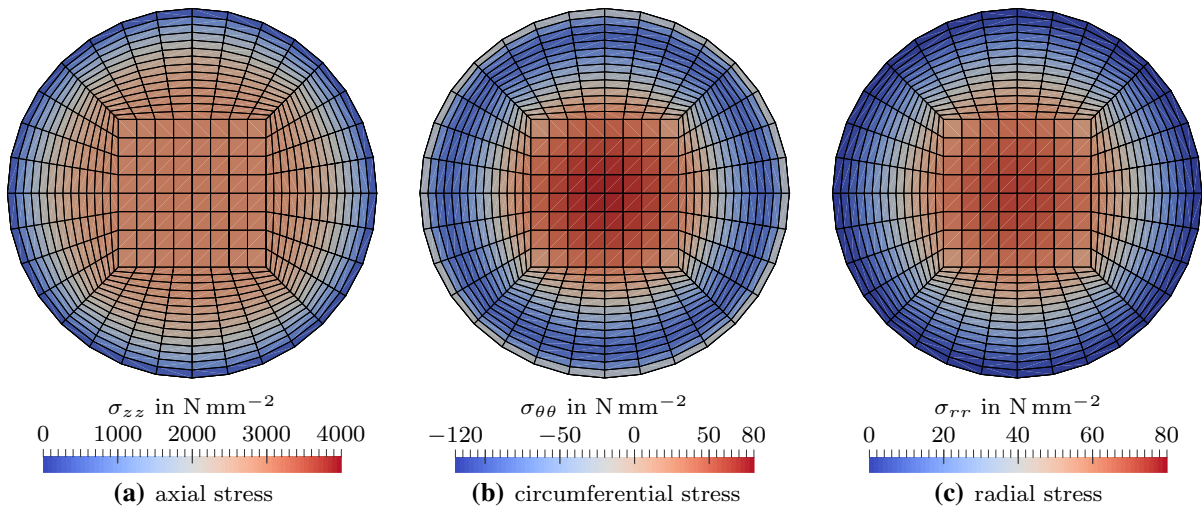 σzz in N mm−2
0 1000 2000 3000 4000
(a) axial stress
σθθ in N mm−2
−120 −50 0 50 80
(b) circumferential stress
σrr in N mm−2
0 20 40 60 80
(c) radial stress